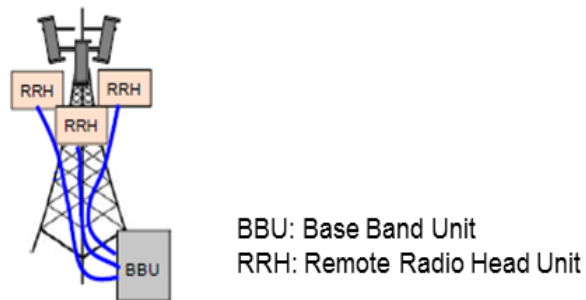 RRH
RRH
RRH
BBU
BBU: Base Band Unit
RRH: Remote Radio Head Unit